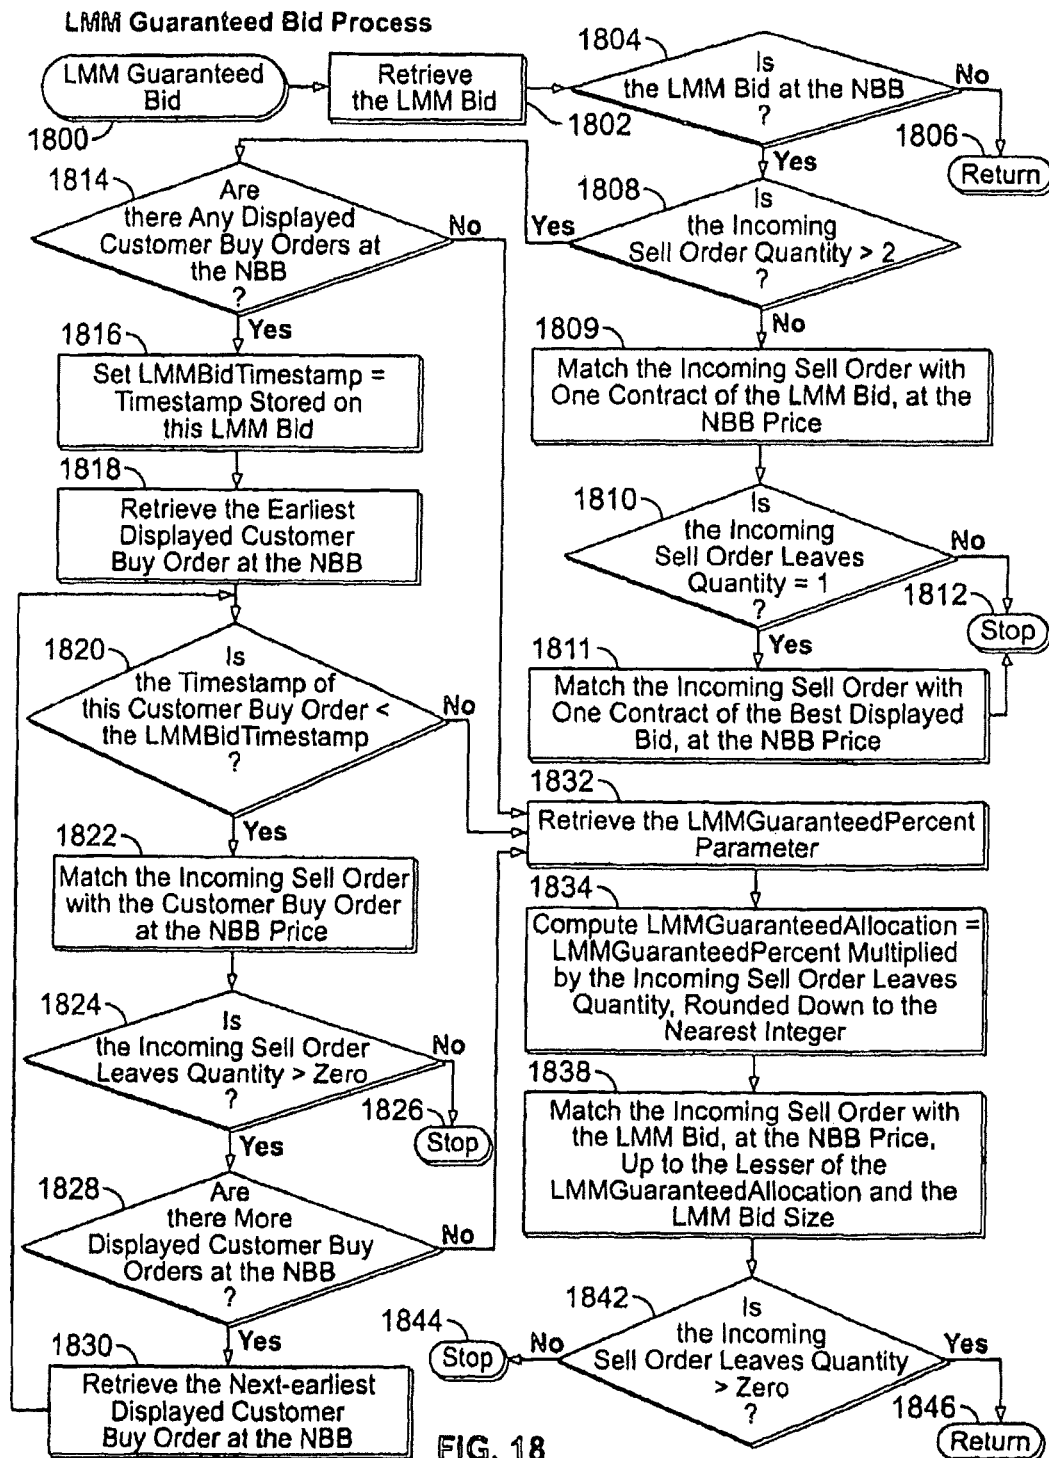 LMM Guaranteed Bid Process
LMM Guaranteed
Bid
1800
Retrieve
the LMM Bid
1802
1804
Is
the LMM Bid at the NBB
?
No
1806
Return
Yes
1808
Is
the Incoming
Sell Order Quantity > 2
?
Yes
No
1809
Match the Incoming Sell Order with
One Contract of the LMM Bid, at the
NBB Price
1810
Is
the Incoming
Sell Order Leaves
Quantity = 1
?
No
1812
Stop
Yes
1811
Match the Incoming Sell Order with
One Contract of the Best Displayed
Bid, at the NBB Price
1814
Are
there Any Displayed
Customer Buy Orders at
the NBB
?
No
Yes
1816
Set LMMBidTimestamp =
Timestamp Stored on
this LMM Bid
1818
Retrieve the Earliest
Displayed Customer
Buy Order at the NBB
1820
Is
the Timestamp of
this Customer Buy Order <
the LMMBidTimestamp
?
No
Yes
1822
Match the Incoming Sell Order
with the Customer Buy Order
at the NBB Price
1824
Is
the Incoming Sell Order
Leaves Quantity > Zero
?
No
1826
Stop
Yes
1828
Are
there More
Displayed Customer Buy
Orders at the NBB
?
No
Yes
1830
Retrieve the Next-earliest
Displayed Customer
Buy Order at the NBB
1832
Retrieve the LMMGuaranteedPercent
Parameter
1834
Compute LMMGuaranteedAllocation =
LMMGuaranteedPercent Multiplied
by the Incoming Sell Order Leaves
Quantity, Rounded Down to the
Nearest Integer
1838
Match the Incoming Sell Order with
the LMM Bid, at the NBB Price,
Up to the Lesser of the
LMMGuaranteedAllocation and the
LMM Bid Size
1842
Is
the Incoming
Sell Order Leaves Quantity
> Zero
?
No
1844
Stop
Yes
1846
Return
FIG. 18